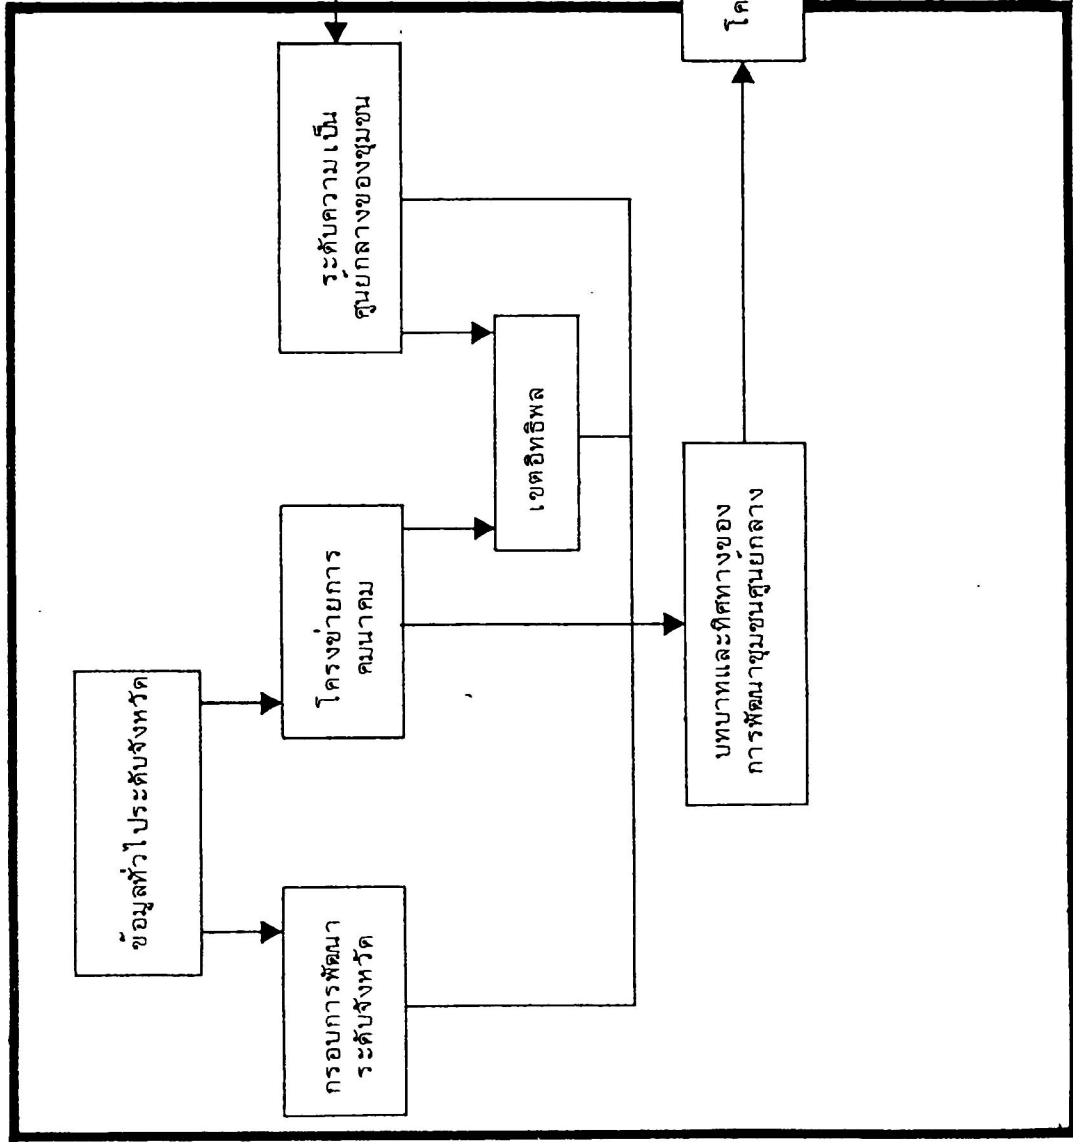 ข้อมูลทั่วไประดับจังหวัด
กรอบการพัฒนา
ระดับจังหวัด
โครงข่ายการ
คมนาคม
ระดับความเป็น
ศูนย์กลางของชุมชน
เขตอิทธิพล
บทบาทและทิศทางของ
การพัฒนาชุมชนศูนย์กลาง
โค